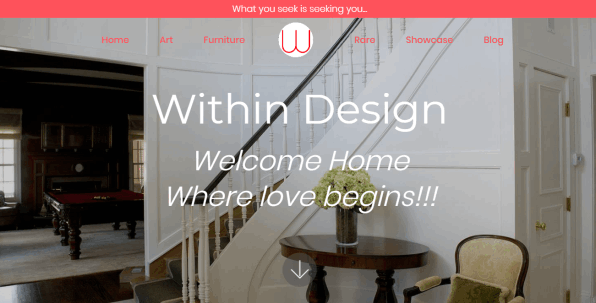 What you seek is seeking you...
Home Art Furniture W Rare Showcase Blog
Within Design
Welcome Home
Where love begins!!!